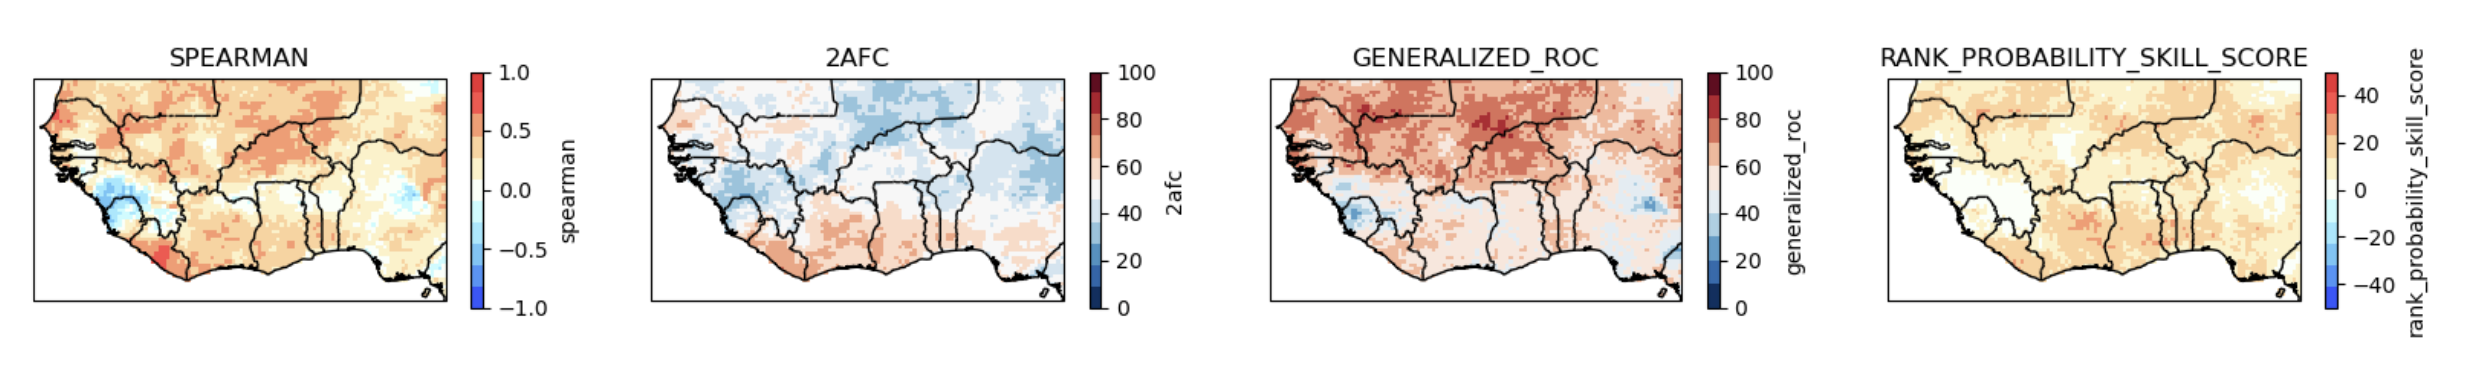 SPEARMAN
1.0
0.5
0.0
−0.5
−1.0
spearman
2AFC
100
80
60
40
20
0
2afc
GENERALIZED_ROC
100
80
60
40
20
0
generalized_roc
RANK_PROBABILITY_SKILL_SCORE
40
20
0
−20
−40
rank_probability_skill_score